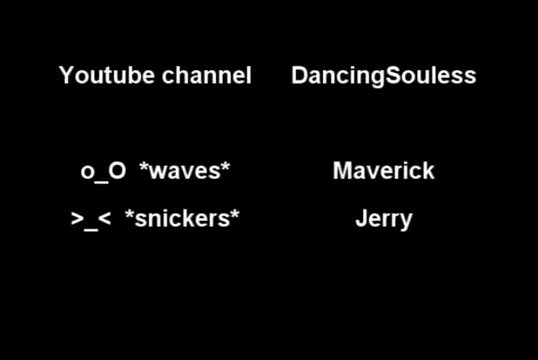 Youtube channel DancingSouless
o_O *waves* Maverick
>_< *snickers* Jerry